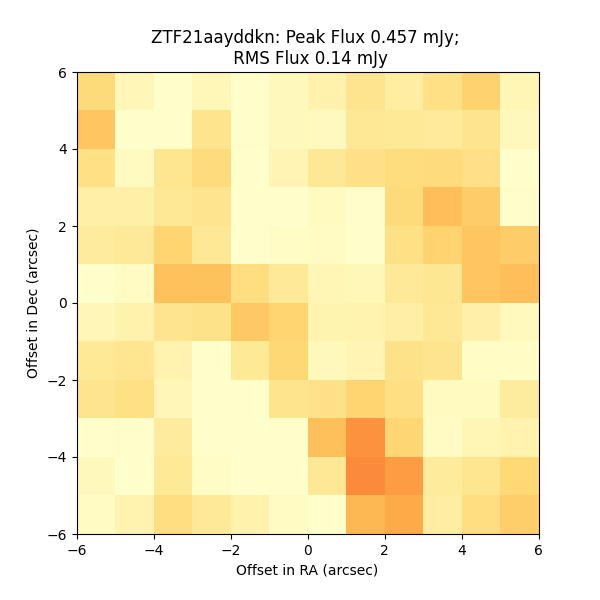 ZTF21aayddkn: Peak Flux 0.457 mJy;
RMS Flux 0.14 mJy
6
4
2
0
−2
−4
−6
Offset in Dec (arcsec)
−6 −4 −2 0 2 4 6
Offset in RA (arcsec)